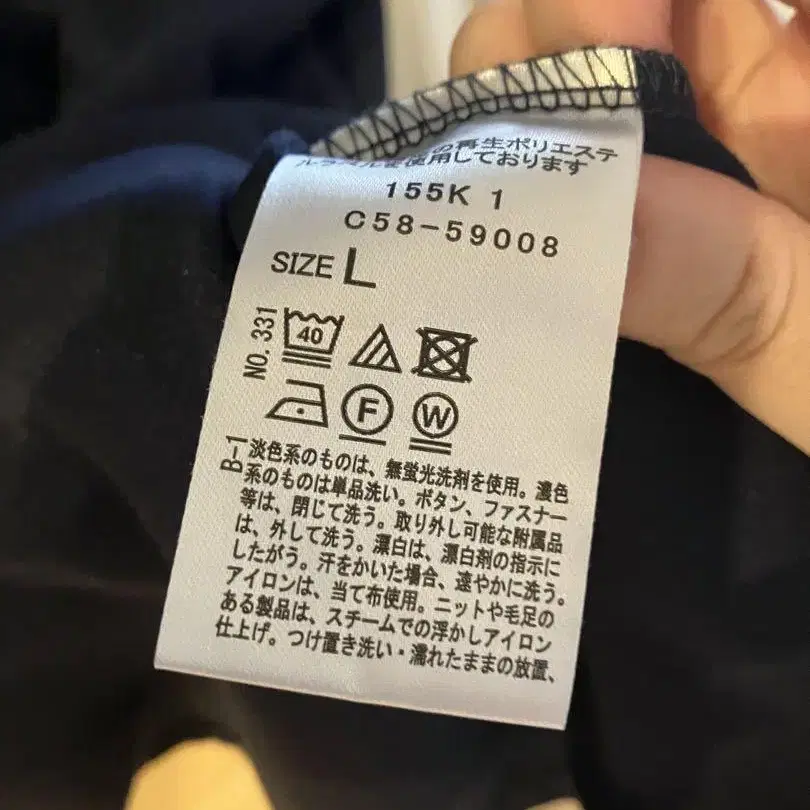 の再生ポリエステ
を使用しております
155K 1
C58-59008
SIZE L
NO. 331
40
F W
B-1
淡色系のものは、無蛍光洗剤を使用。濃色
系のものは単品洗い。ボタン、ファスナー
等は、閉じて洗う。取り外し可能な附属品
は、外して洗う。漂白は、漂白剤の指示に
したがう。汗をかいた場合、速やかに洗う。
アイロンは、当て布使用。ニットや毛足の
ある製品は、スチームでの浮かしアイロン
仕上げ。つけ置き洗い・濡れたままの放置、